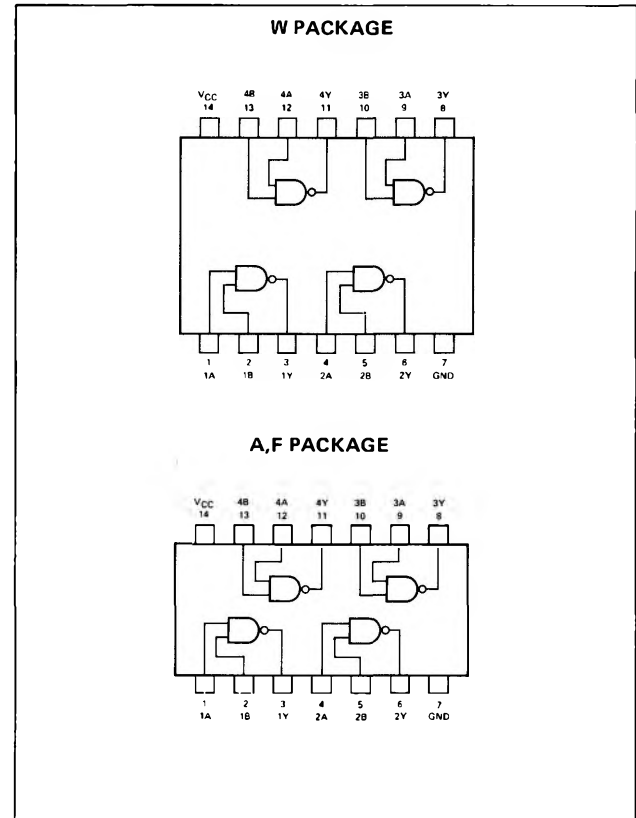 W PACKAGE
VCC 4B 4A 4Y 3B 3A 3Y
14 13 12 11 10 9 8
1 2 3 4 5 6 7
1A 1B 1Y 2A 2B 2Y GND
A,F PACKAGE
VCC 4B 4A 4Y 3B 3A 3Y
14 13 12 11 10 9 8
1 2 3 4 5 6 7
1A 1B 1Y 2A 2B 2Y GND